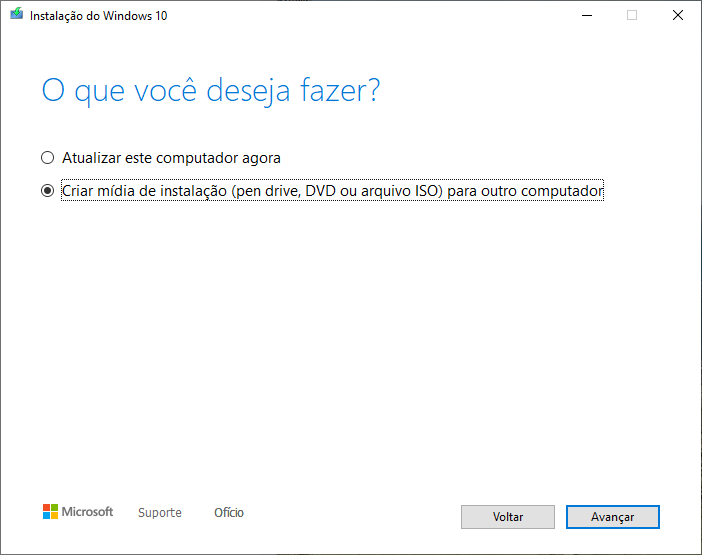 Instalação do Windows 10
O que você deseja fazer?
Atualizar este computador agora
Criar mídia de instalação (pen drive, DVD ou arquivo ISO) para outro computador
Microsoft Suporte Ofício Voltar Avançar